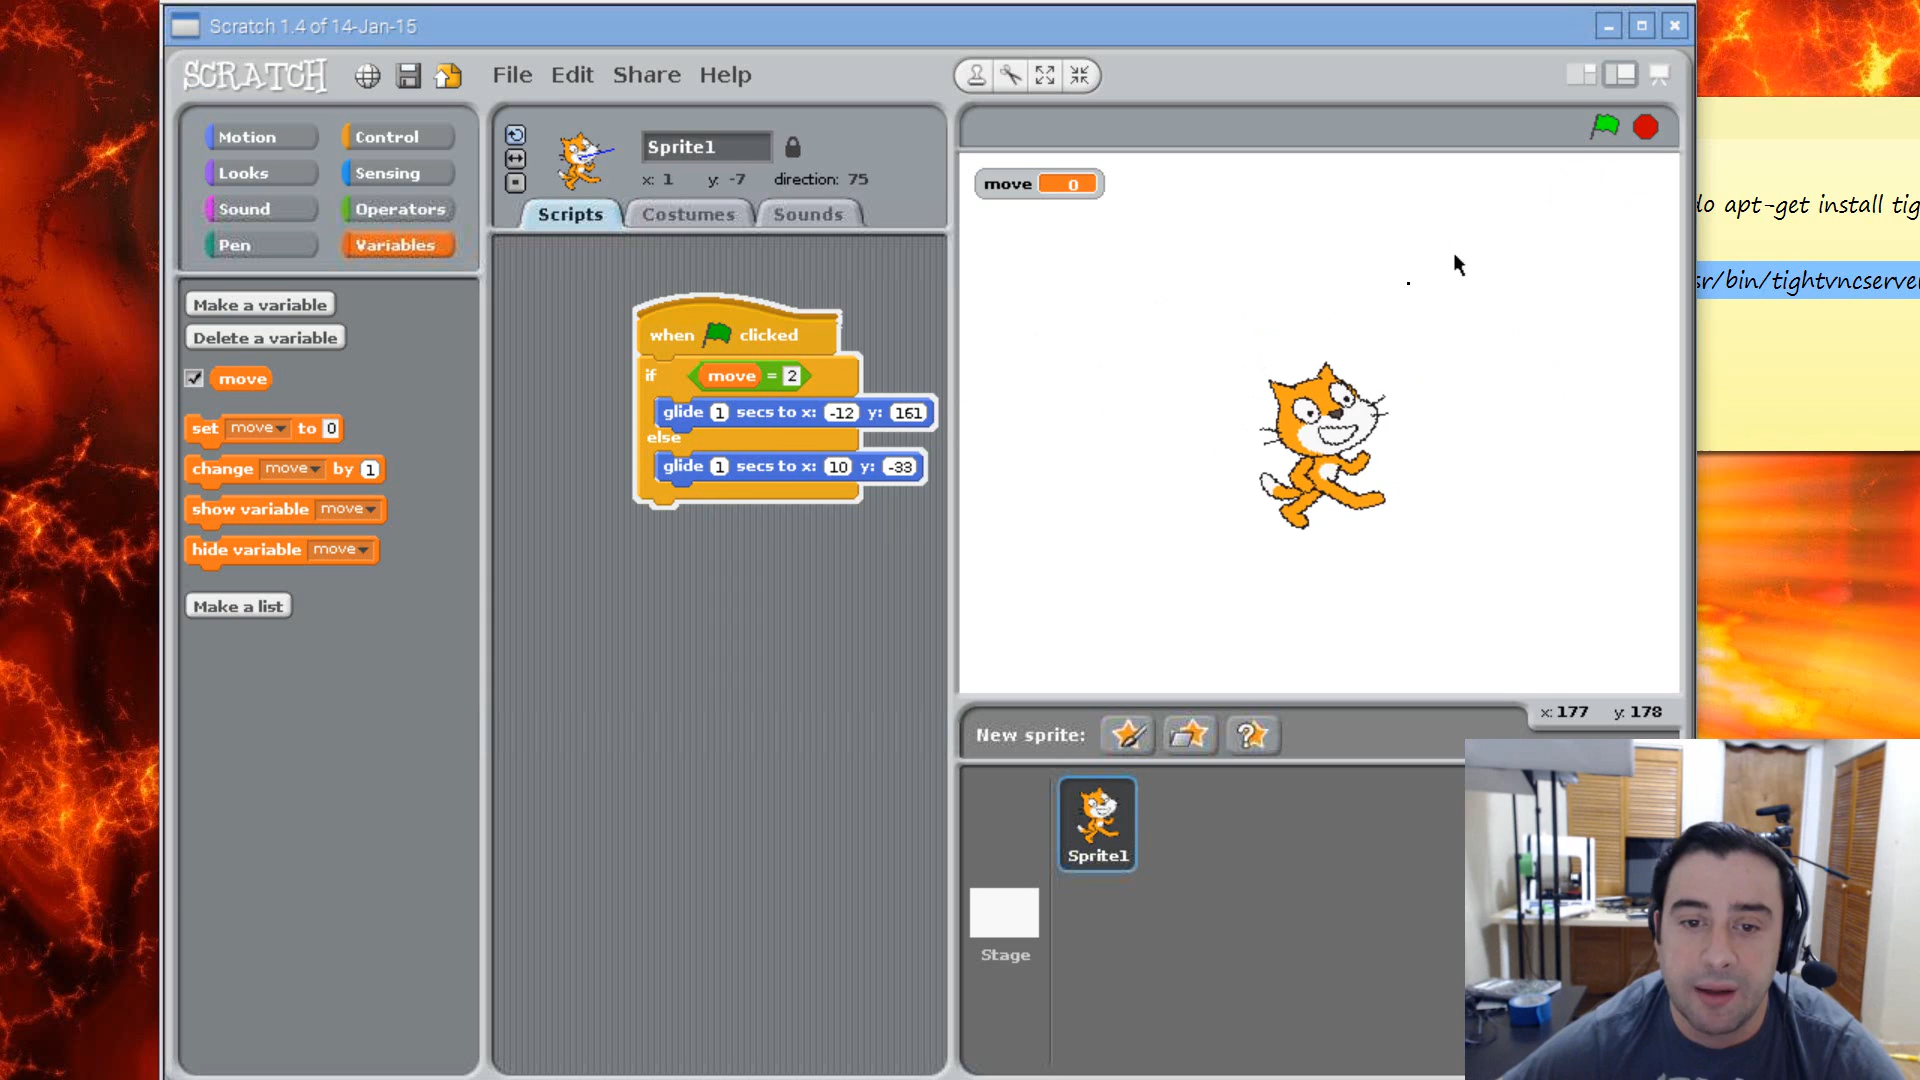 Scratch 1.4 of 14-Jan-15
SCRATCH
File Edit Share Help
Motion Control
Looks Sensing
Sound Operators
Pen Variables
Make a variable
Delete a variable
move
set move to 0
change move by 1
show variable move
hide variable move
Make a list
Sprite1
x: 1 y: -7 direction: 75
Scripts Costumes Sounds
when clicked
if move = 2
glide 1 secs to x: -12 y: 161
else
glide 1 secs to x: 10 y: -33
move 0
x: 177 y: 178
New sprite:
Sprite1
Stage
do apt-get install tig
sr/bin/tightvncserver